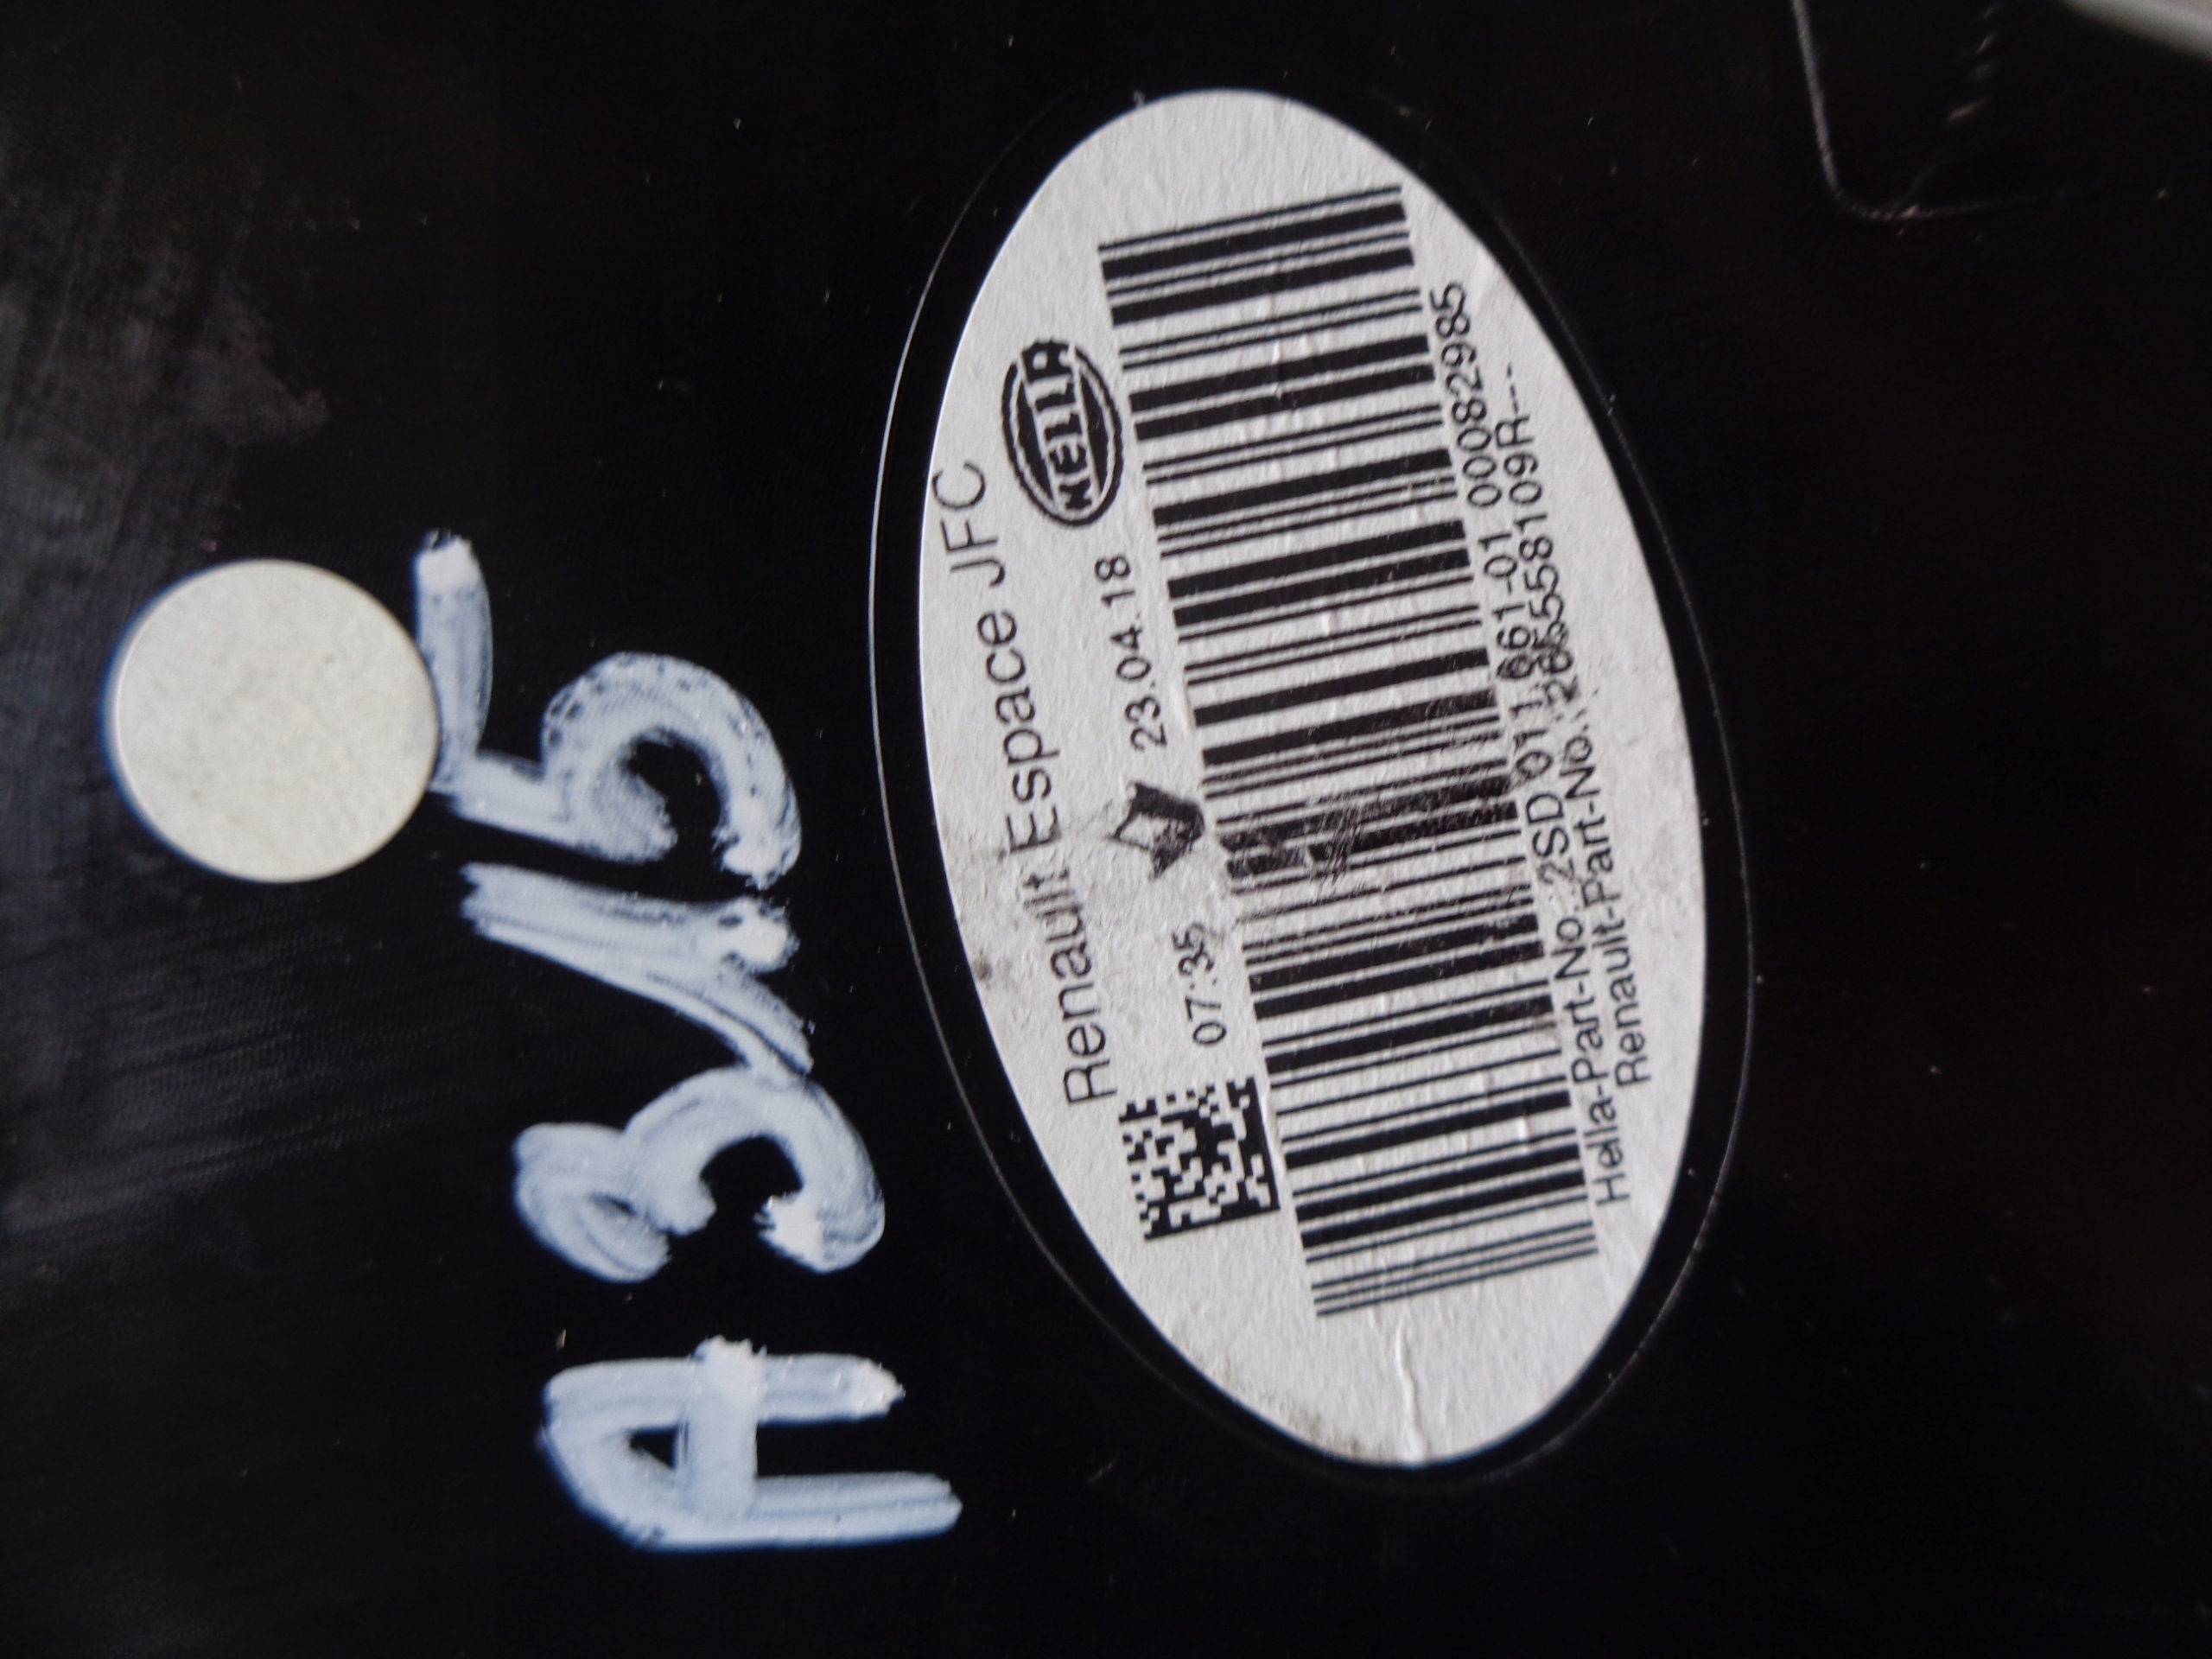 A3/15
Renault Espace JFC
07:35 23.04.18 HELLA
Hella-Part-No.:2SD 011 661-01 00082985
Renault-Part-No.:265558109R---